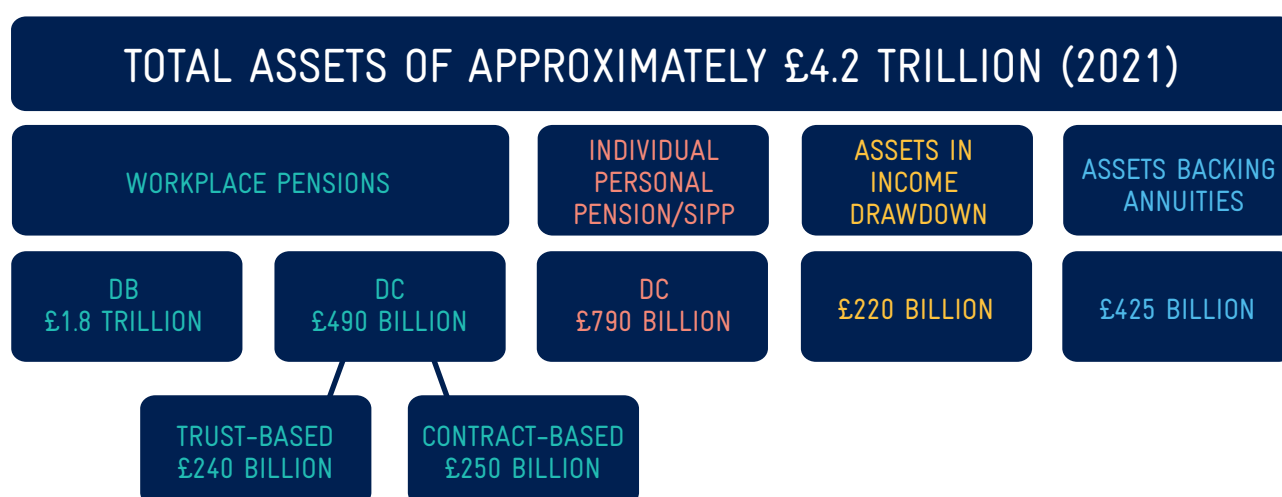 TOTAL ASSETS OF APPROXIMATELY £4.2 TRILLION (2021)
WORKPLACE PENSIONS
INDIVIDUAL
PERSONAL
PENSION/SIPP
ASSETS IN
INCOME
DRAWDOWN
ASSETS BACKING
ANNUITIES
DB
£1.8 TRILLION
DC
£490 BILLION
DC
£790 BILLION
£220 BILLION
£425 BILLION
TRUST-BASED
£240 BILLION
CONTRACT-BASED
£250 BILLION